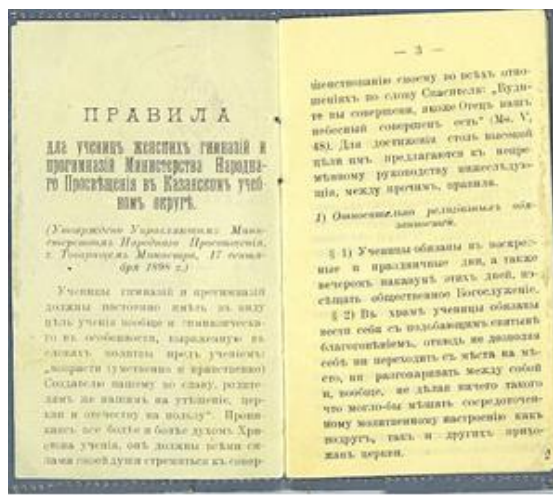 ПРАВИЛА
для ученицъ женскихъ гимназій и
прогимназій Министерства Народна-
го Просвѣщенія въ Казанскомъ учеб-
номъ округѣ.
(Утверждено Управляющимъ Мини-
стерствомъ Народнаго Просвѣщенія,
г. Товарищемъ Министра, 17 сентя-
бря 1898 г.)
Ученицы гимназій и прогимназій
должны постоянно имѣть въ виду
цѣль ученія вообще и гимназическа-
го въ особенности, выраженную въ
словахъ молитвы предъ ученіемъ:
„возрасти (умственно и нравственно)
Создателю нашему во славу, родите-
лямъ же нашимъ на утѣшеніе, цер-
кви и отечеству на пользу“. Прони-
каясь все болѣе и болѣе духомъ Хри-
стова ученія, онѣ должны всѣми си-
лами своей души стремиться къ совер-
— 3 —
шенствованію своему во всѣхъ отно-
шеніяхъ по слову Спасителя: „Буди-
те вы совершени, якоже Отецъ вашъ
небесный совершенъ есть“ (Мѳ. V,
48). Для достиженія столь высокой
цѣли имъ предлагаются къ непре-
мѣнному руководству нижеслѣдую-
щія, между прочимъ, правила.
1) Относительно религіозныхъ обя-
занностей.
§ 1) Ученицы обязаны въ воскрес-
ные и праздничные дни, а также
вечеромъ наканунѣ этихъ дней, по-
сѣщать общественное Богослуженіе.
§ 2) Въ храмѣ ученицы обязаны
вести себя съ подобающимъ святынѣ
благоговѣніемъ, отнюдь не дозволяя
себѣ ни переходить съ мѣста на мѣ-
сто, ни разговаривать между собой
и, вообще, не дѣлая ничего такого
что могло-бы мѣшать сосредоточен-
ному молитвенному настроенію какъ
подругъ, такъ и другихъ прихо-
жанъ церкви.
2